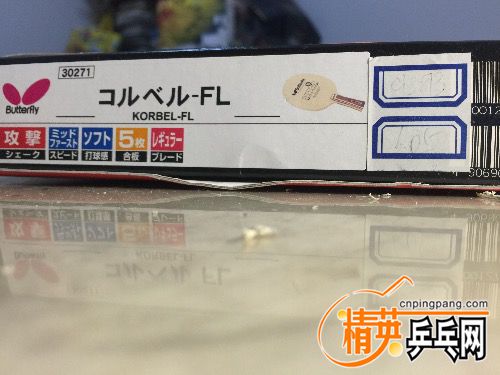 30271
Butterfly
コルベル-FL
KORBEL-FL
攻撃
シェーク
ミッド
ファースト
スピード
ソフト
打球感
5枚
合板
レギュラー
ブレード
cnpingpang.com
精英乒乓网